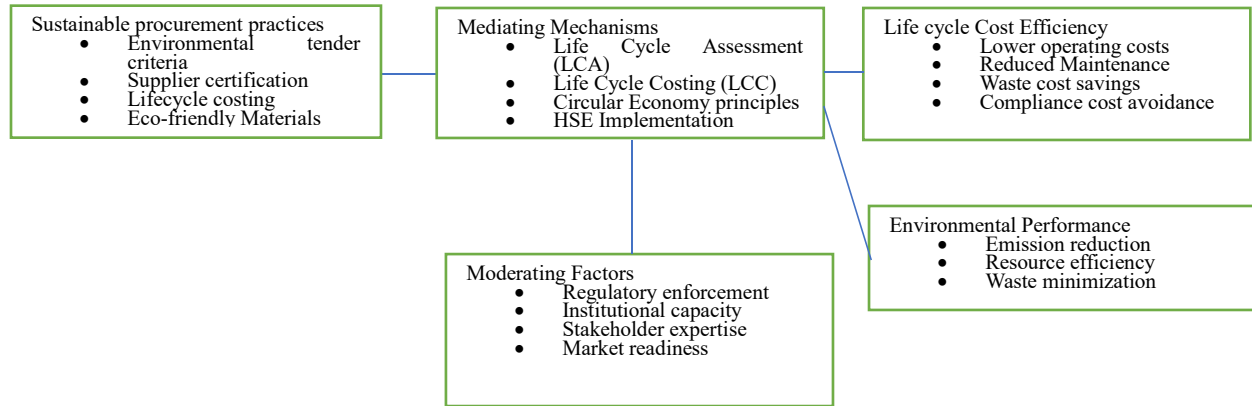 Sustainable procurement practices
● Environmental tender
criteria
● Supplier certification
● Lifecycle costing
● Eco-friendly Materials
Mediating Mechanisms
● Life Cycle Assessment
(LCA)
● Life Cycle Costing (LCC)
● Circular Economy principles
● HSE Implementation
Life cycle Cost Efficiency
● Lower operating costs
● Reduced Maintenance
● Waste cost savings
● Compliance cost avoidance
Environmental Performance
● Emission reduction
● Resource efficiency
● Waste minimization
Moderating Factors
● Regulatory enforcement
● Institutional capacity
● Stakeholder expertise
● Market readiness